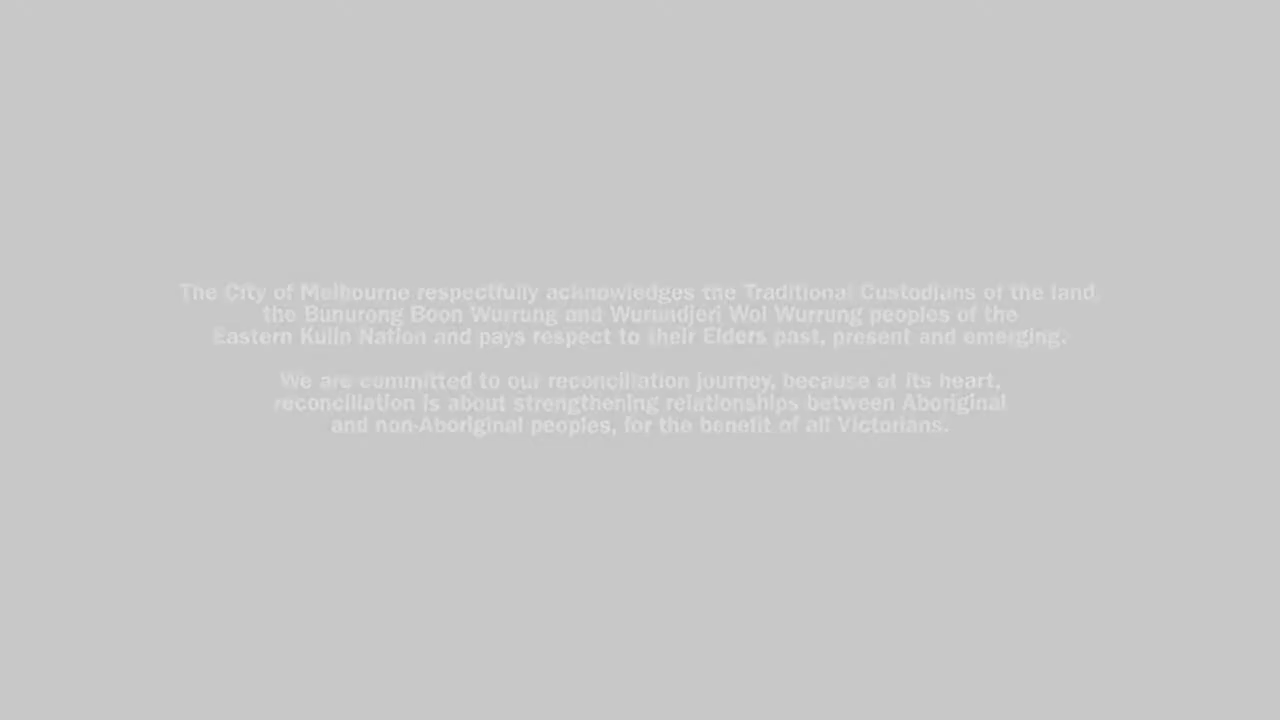 The City of Melbourne respectfully acknowledges the Traditional Custodians of the land,
the Bunurong Boon Wurrung and Wurundjeri Woi Wurrung peoples of the
Eastern Kulin Nation and pays respect to their Elders past, present and emerging.
We are committed to our reconciliation journey, because at its heart,
reconciliation is about strengthening relationships between Aboriginal
and non-Aboriginal peoples, for the benefit of all Victorians.